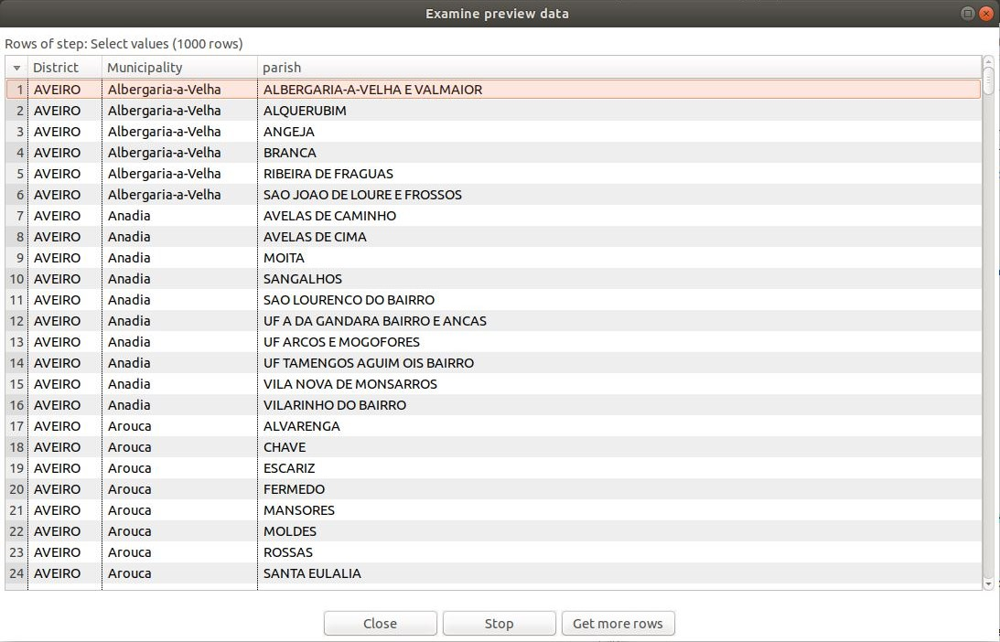 Examine preview data
Rows of step: Select values (1000 rows)
District Municipality parish
1 AVEIRO Albergaria-a-Velha ALBERGARIA-A-VELHA E VALMAIOR
2 AVEIRO Albergaria-a-Velha ALQUERUBIM
3 AVEIRO Albergaria-a-Velha ANGEJA
4 AVEIRO Albergaria-a-Velha BRANCA
5 AVEIRO Albergaria-a-Velha RIBEIRA DE FRAGUAS
6 AVEIRO Albergaria-a-Velha SAO JOAO DE LOURE E FROSSOS
7 AVEIRO Anadia AVELAS DE CAMINHO
8 AVEIRO Anadia AVELAS DE CIMA
9 AVEIRO Anadia MOITA
10 AVEIRO Anadia SANGALHOS
11 AVEIRO Anadia SAO LOURENCO DO BAIRRO
12 AVEIRO Anadia UF A DA GANDARA BAIRRO E ANCAS
13 AVEIRO Anadia UF ARCOS E MOGOFORES
14 AVEIRO Anadia UF TAMENGOS AGUIM OIS BAIRRO
15 AVEIRO Anadia VILA NOVA DE MONSARROS
16 AVEIRO Anadia VILARINHO DO BAIRRO
17 AVEIRO Arouca ALVARENGA
18 AVEIRO Arouca CHAVE
19 AVEIRO Arouca ESCARIZ
20 AVEIRO Arouca FERMEDO
21 AVEIRO Arouca MANSORES
22 AVEIRO Arouca MOLDES
23 AVEIRO Arouca ROSSAS
24 AVEIRO Arouca SANTA EULALIA
Close Stop Get more rows